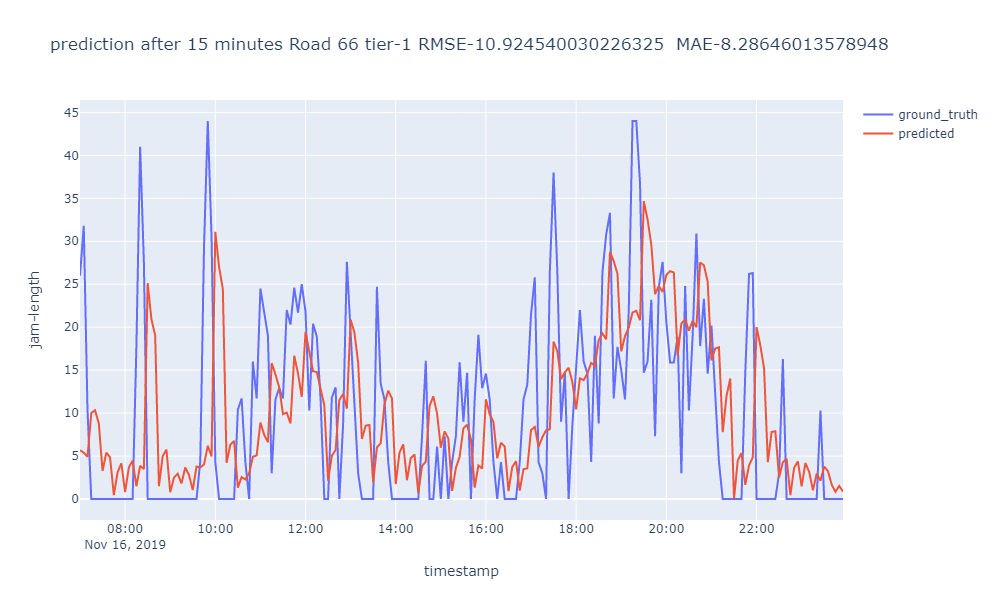 prediction after 15 minutes Road 66 tier-1 RMSE-10.924540030226325  MAE-8.28646013578948
ground_truth
predicted
45
40
35
30
25
20
15
10
5
0
jam-length
08:00 10:00 12:00 14:00 16:00 18:00 20:00 22:00
Nov 16, 2019
timestamp